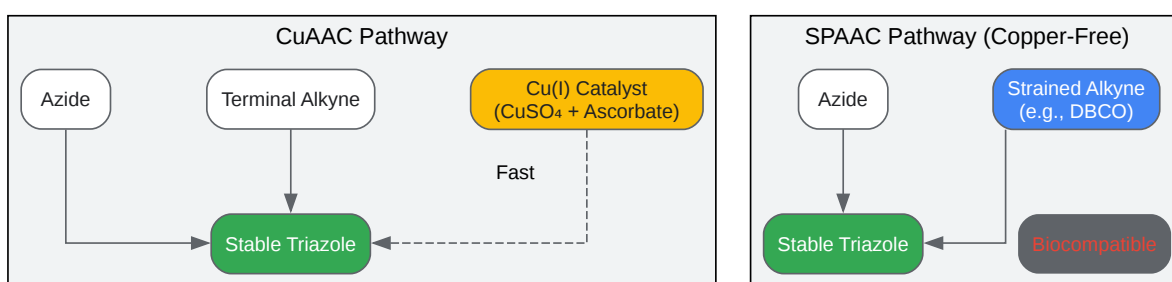 CuAAC Pathway
Azide
Terminal Alkyne
Cu(I) Catalyst
(CuSO₄ + Ascorbate)
Fast
Stable Triazole
SPAAC Pathway (Copper-Free)
Azide
Strained Alkyne
(e.g., DBCO)
Stable Triazole
Biocompatible